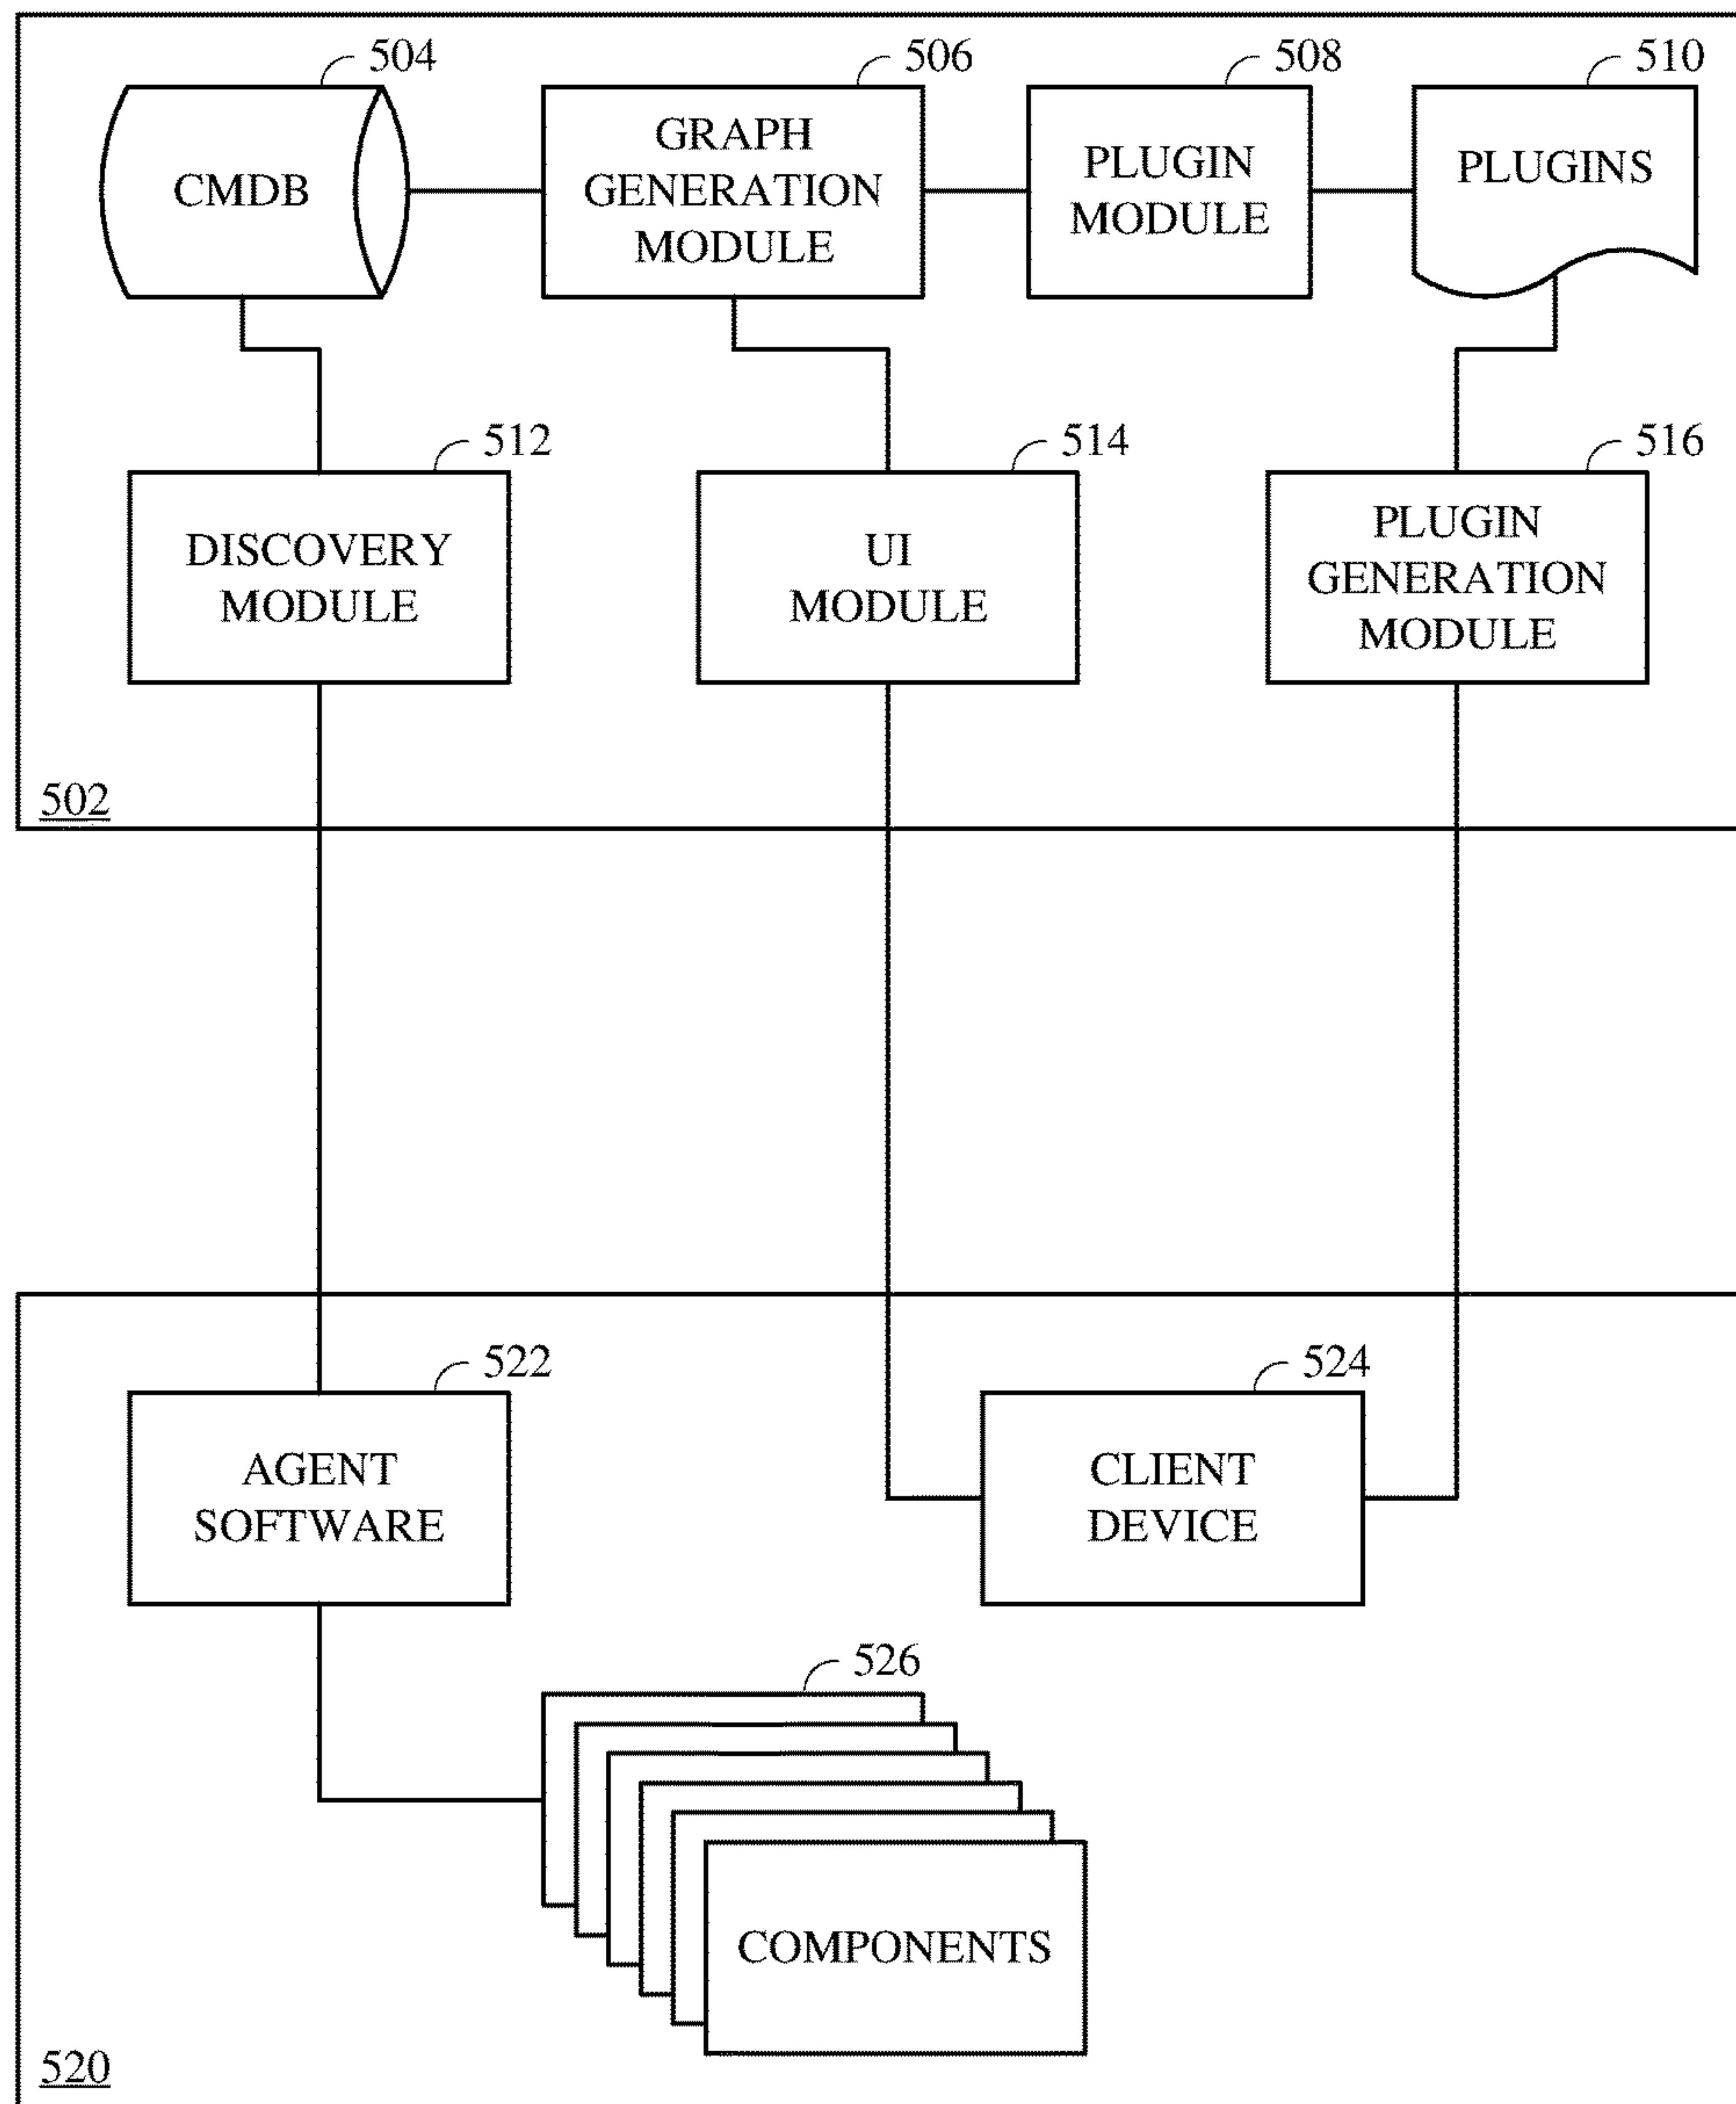 504
506
508
510
CMDB
GRAPH
GENERATION
MODULE
PLUGIN
MODULE
PLUGINS
512
514
516
DISCOVERY
MODULE
UI
MODULE
PLUGIN
GENERATION
MODULE
502
522
524
AGENT
SOFTWARE
CLIENT
DEVICE
526
COMPONENTS
520